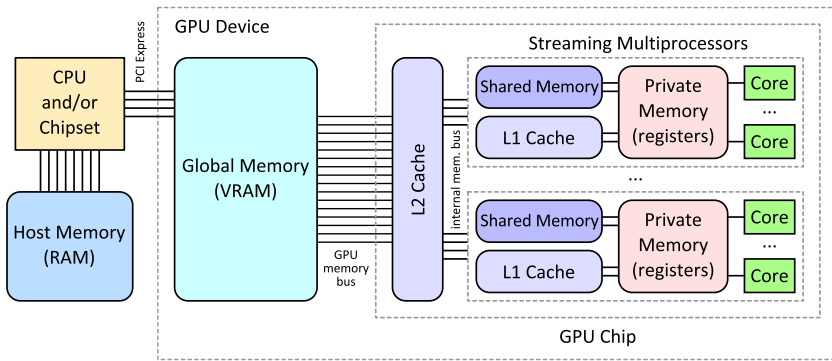 GPU Device
PCI Express
CPU
and/or
Chipset
Host Memory
(RAM)
Global Memory
(VRAM)
GPU
memory
bus
L2 Cache
internal mem. bus
Streaming Multiprocessors
Shared Memory
L1 Cache
Private
Memory
(registers)
Core
...
Core
...
Shared Memory
L1 Cache
Private
Memory
(registers)
Core
...
Core
GPU Chip